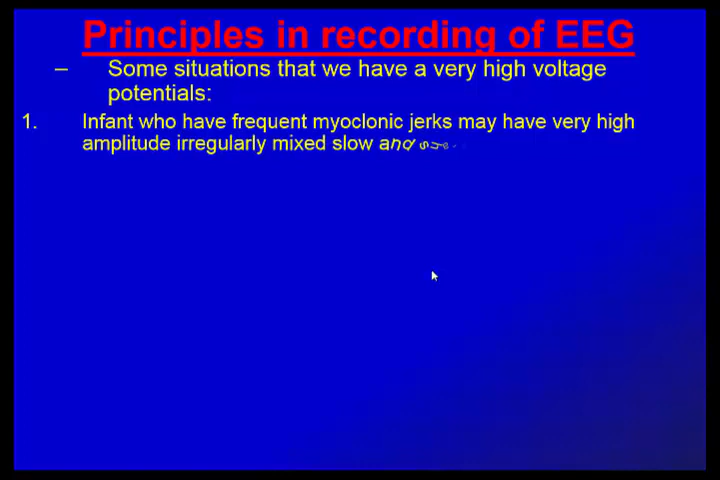 Principles in recording of EEG
– Some situations that we have a very high voltage
potentials:
1. Infant who have frequent myoclonic jerks may have very high
amplitude irregularly mixed slow and